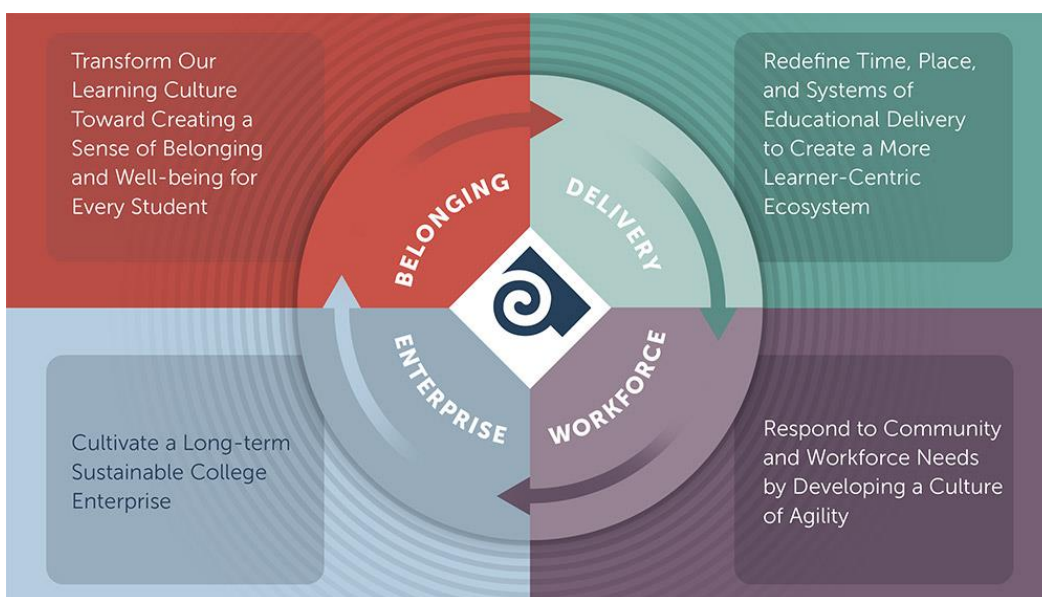 Transform Our
Learning Culture
Toward Creating a
Sense of Belonging
and Well-being for
Every Student
Redefine Time, Place,
and Systems of
Educational Delivery
to Create a More
Learner-Centric
Ecosystem
BELONGING
DELIVERY
ENTERPRISE
WORKFORCE
Cultivate a Long-term
Sustainable College
Enterprise
Respond to Community
and Workforce Needs
by Developing a Culture
of Agility